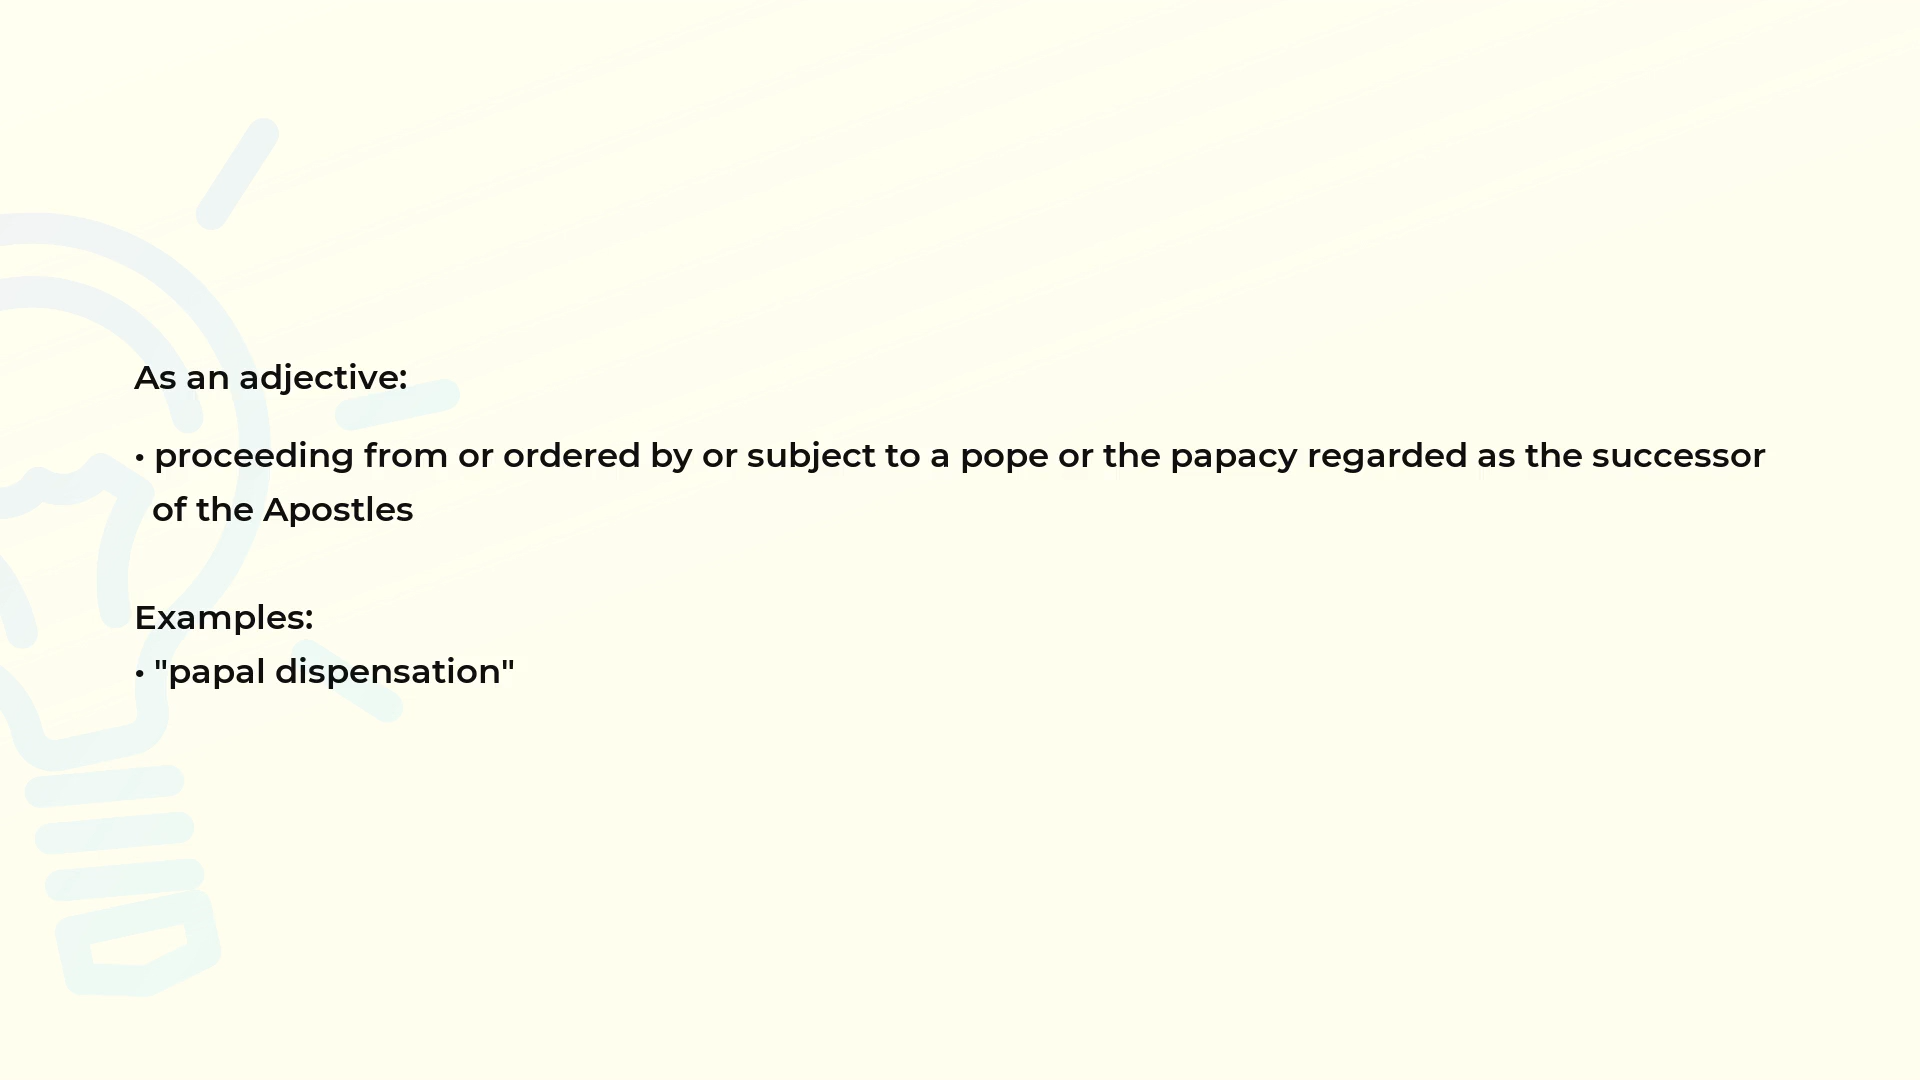 As an adjective:
• proceeding from or ordered by or subject to a pope or the papacy regarded as the successor
of the Apostles
Examples:
• "papal dispensation"